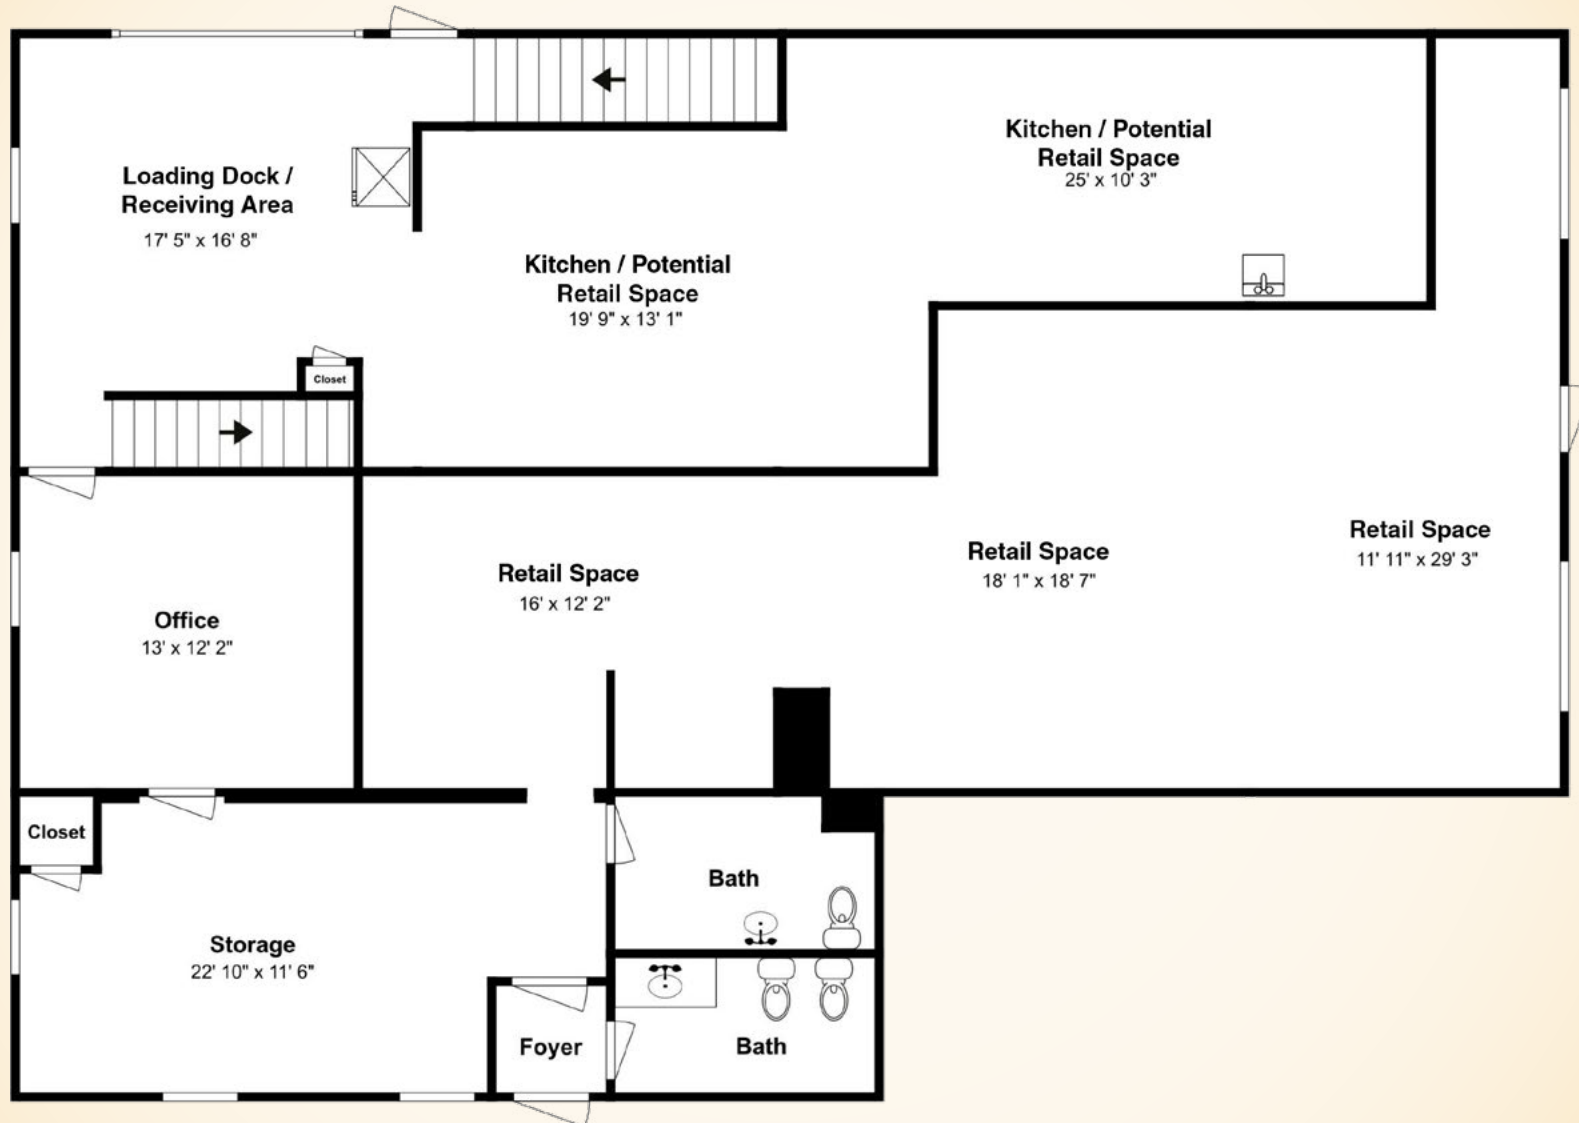 Kitchen / Potential
Retail Space
25' x 10' 3"
Loading Dock /
Receiving Area
17' 5" x 16' 8"
Kitchen / Potential
Retail Space
19' 9" x 13' 1"
Closet
Retail Space
11' 11" x 29' 3"
Retail Space
18' 1" x 18' 7"
Retail Space
16' x 12' 2"
Office
13' x 12' 2"
Closet
Bath
Storage
22' 10" x 11' 6"
Foyer
Bath